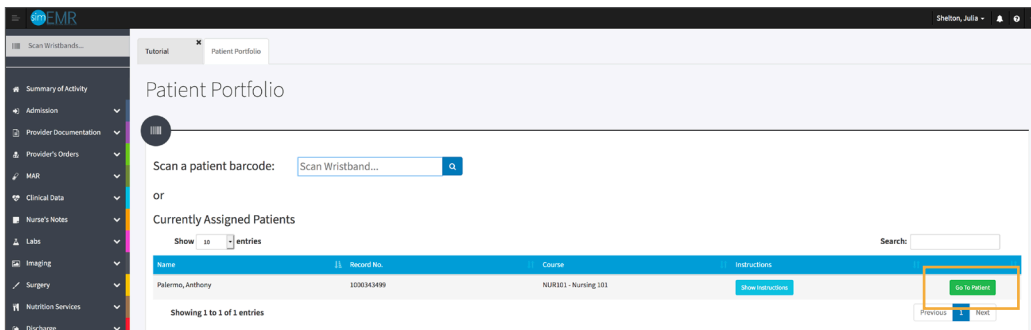 simEMR
Shelton, Julia
Scan Wristbands...
Tutorial
Patient Portfolio
Summary of Activity
Admission
Provider Documentation
Provider's Orders
MAR
Clinical Data
Nurse's Notes
Labs
Imaging
Surgery
Nutrition Services
Discharge
Patient Portfolio
Scan a patient barcode: Scan Wristband...
or
Currently Assigned Patients
Show 10 entries
Search:
Name Record No. Course Instructions
Palermo, Anthony 1000343499 NUR101 - Nursing 101 Show Instructions Go To Patient
Showing 1 to 1 of 1 entries
Previous 1 Next